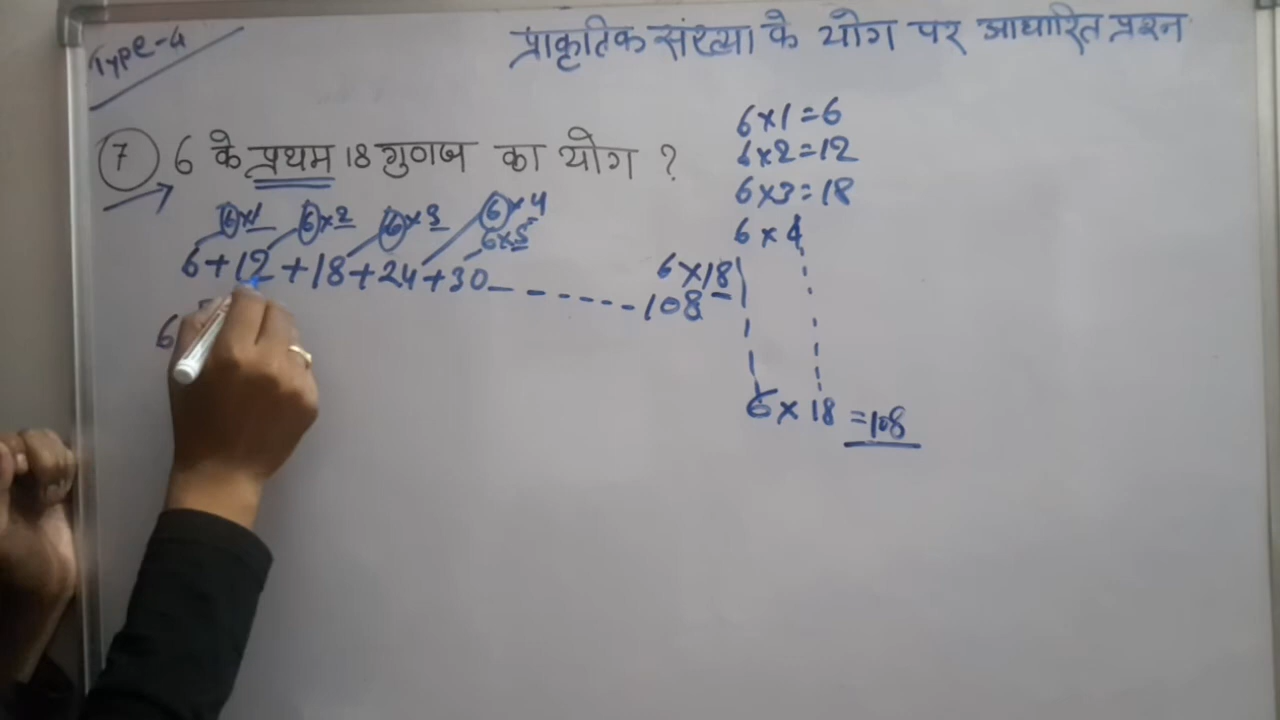 Type-4
प्राकृतिक संख्या के योग पर आधारित प्रश्न
7 6 के प्रथम 18 गुणज का योग ?
6×1 6×2 6×3 6×4
6×5
6+12+18+24+30_ _ _ _ _ _ _ 108
6×18
6
6×1=6
6×2=12
6×3=18
6×4
6×18=108